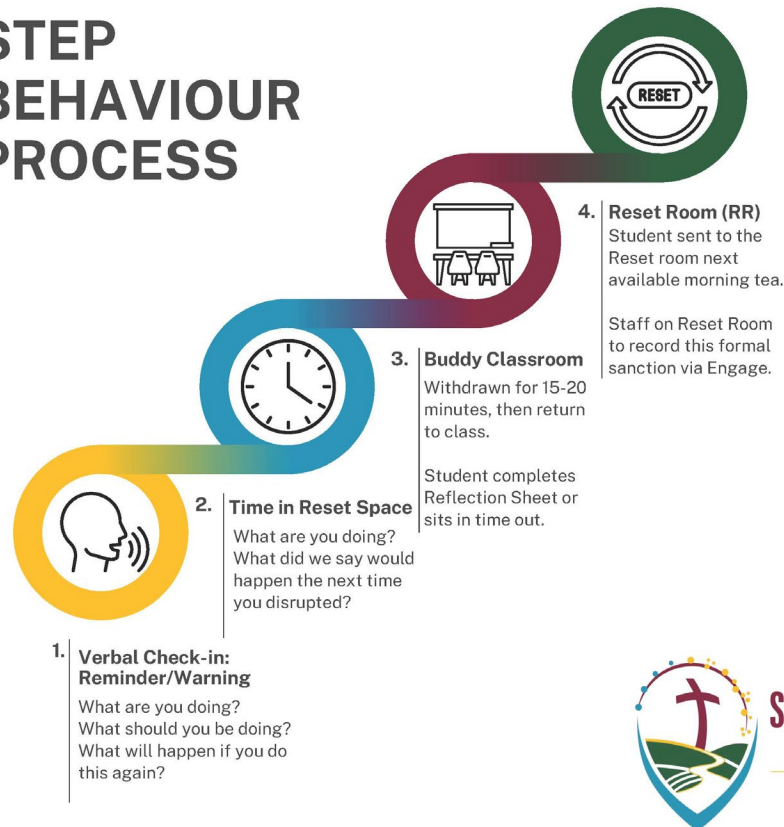 STEP
BEHAVIOUR
PROCESS
RESET
4. Reset Room (RR)
Student sent to the
Reset room next
available morning tea.
Staff on Reset Room
to record this formal
sanction via Engage.
3. Buddy Classroom
Withdrawn for 15-20
minutes, then return
to class.
Student completes
Reflection Sheet or
sits in time out.
2. Time in Reset Space
What are you doing?
What did we say would
happen the next time
you disrupted?
1. Verbal Check-in:
Reminder/Warning
What are you doing?
What should you be doing?
What will happen if you do
this again?
S